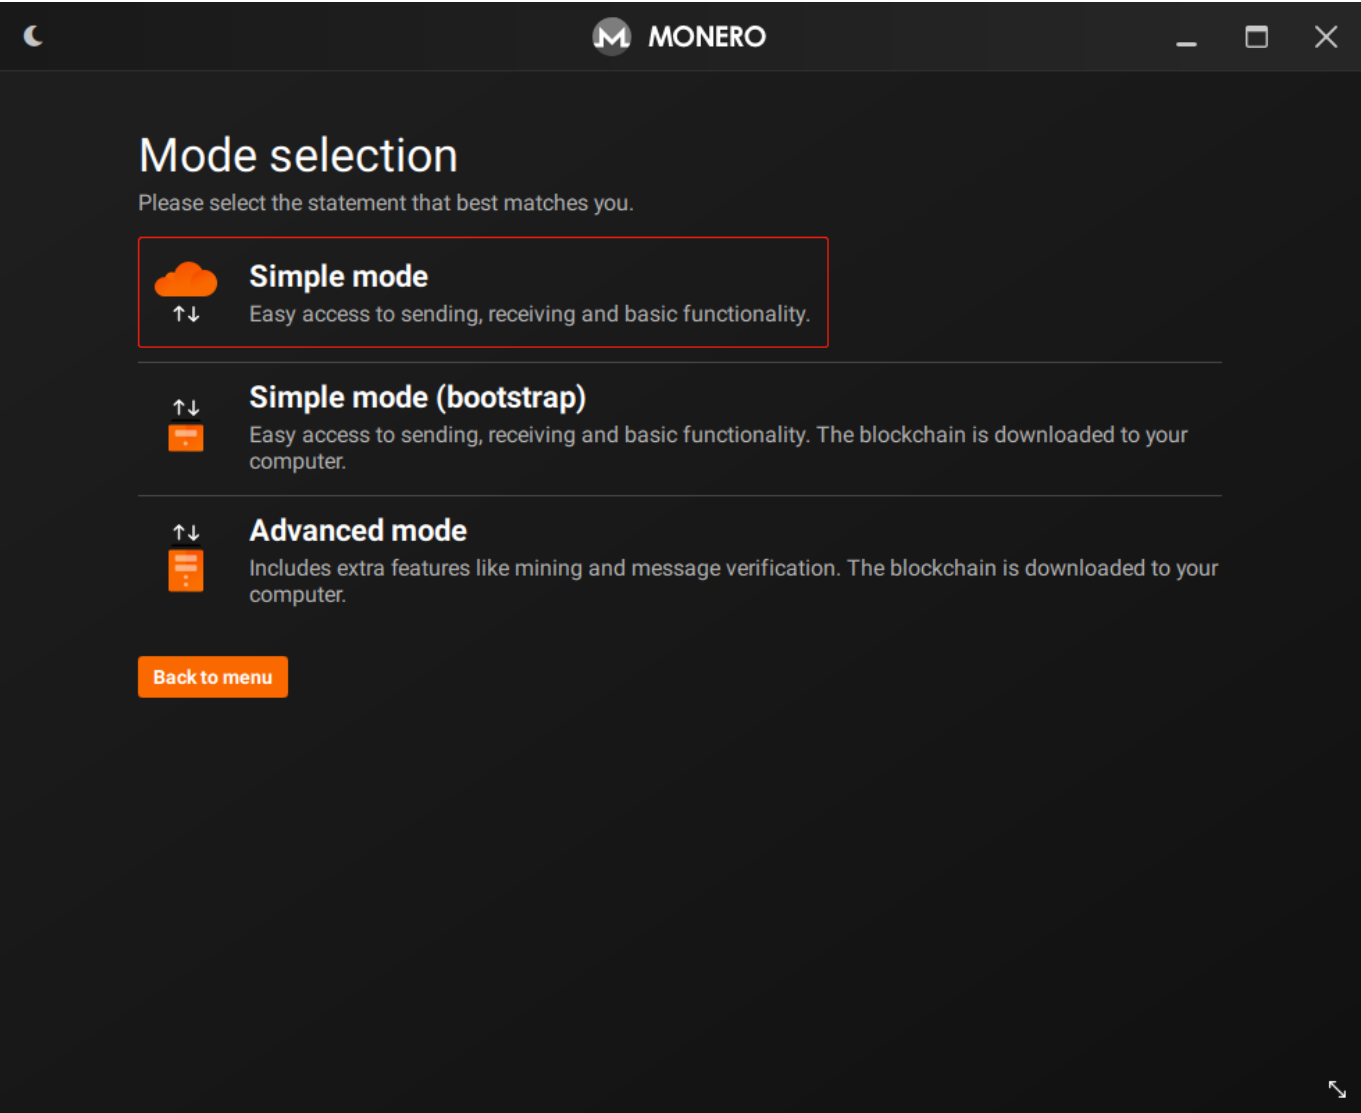 MONERO
Mode selection
Please select the statement that best matches you.
Simple mode
Easy access to sending, receiving and basic functionality.
Simple mode (bootstrap)
Easy access to sending, receiving and basic functionality. The blockchain is downloaded to your
computer.
Advanced mode
Includes extra features like mining and message verification. The blockchain is downloaded to your
computer.
Back to menu